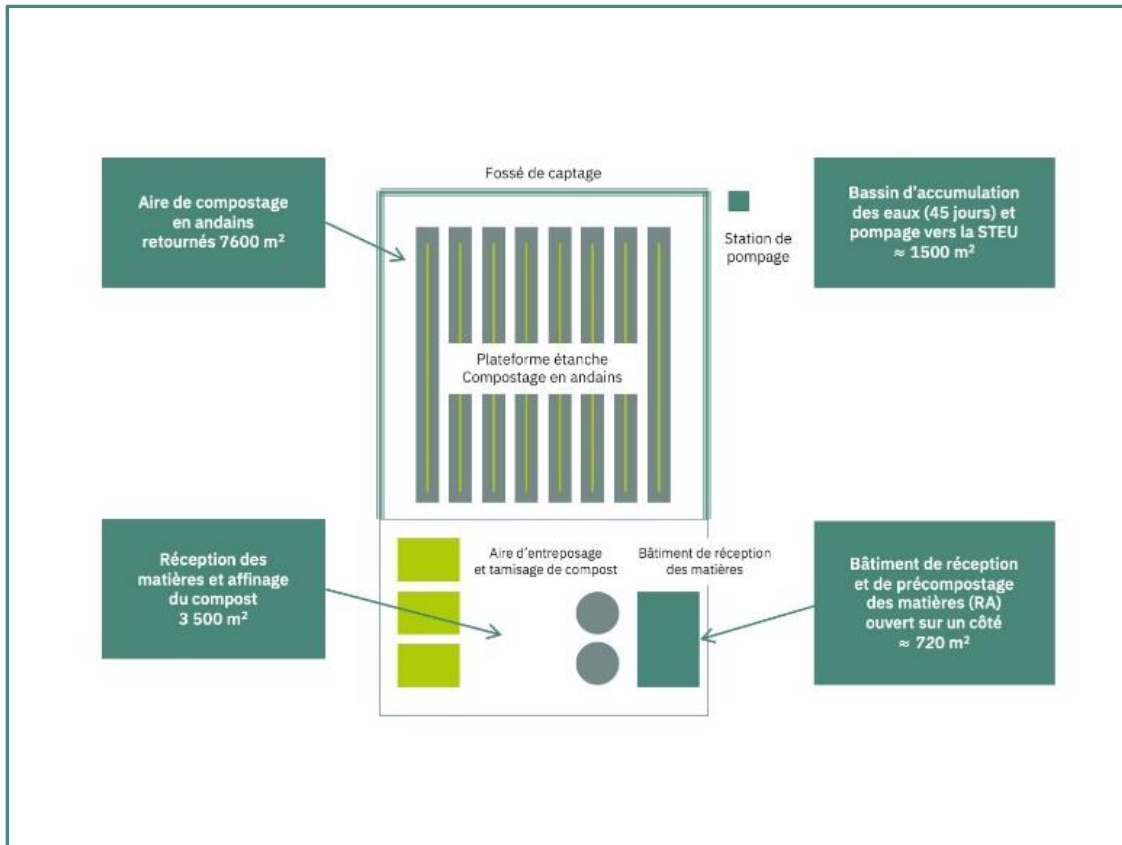 Fossé de captage
Aire de compostage
en andains
retournés 7600 m²
Bassin d’accumulation
des eaux (45 jours) et
pompage vers la STEU
≈ 1500 m²
Station de
pompage
Plateforme étanche
Compostage en andains
Réception des
matières et affinage
du compost
3 500 m²
Aire d’entreposage
et tamisage de compost
Bâtiment de réception
des matières
Bâtiment de réception
et de précompostage
des matières (RA)
ouvert sur un côté
≈ 720 m²